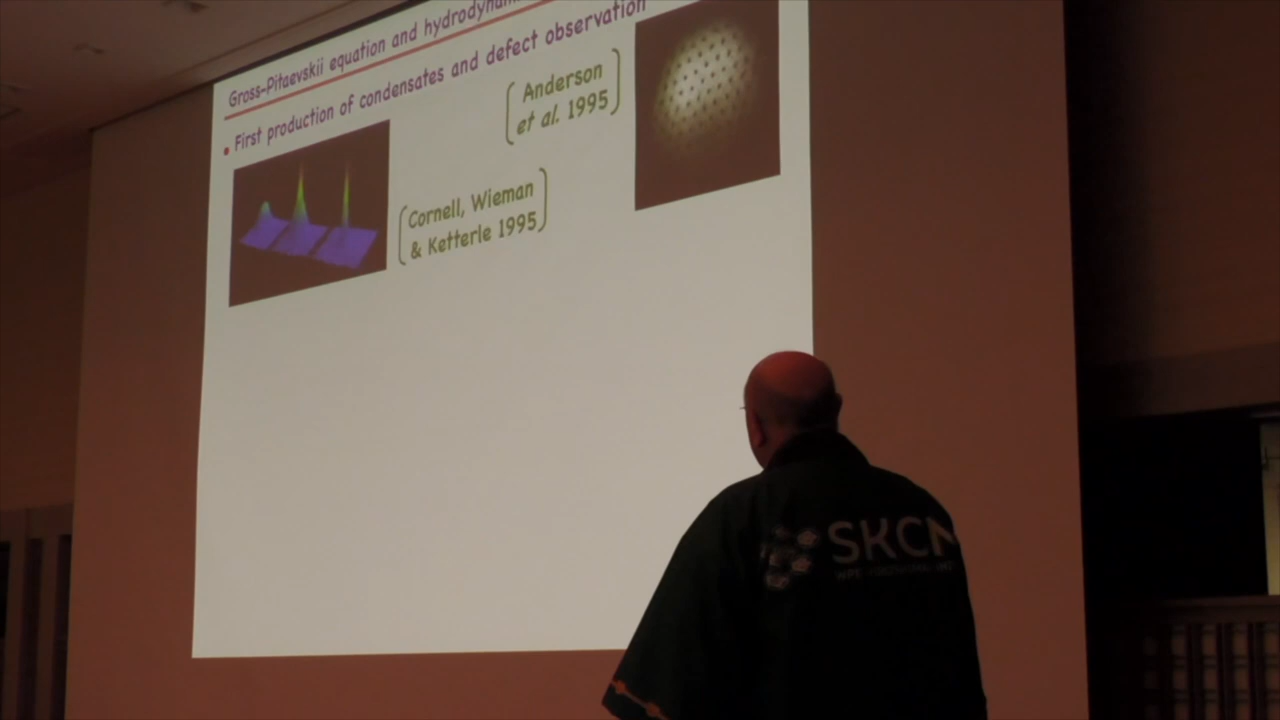 Gross-Pitaevskii equation and
• First production of condensates and defect observation
(Anderson
et al. 1995)
(Cornell, Wieman
& Ketterle 1995)
SKCM
WPI